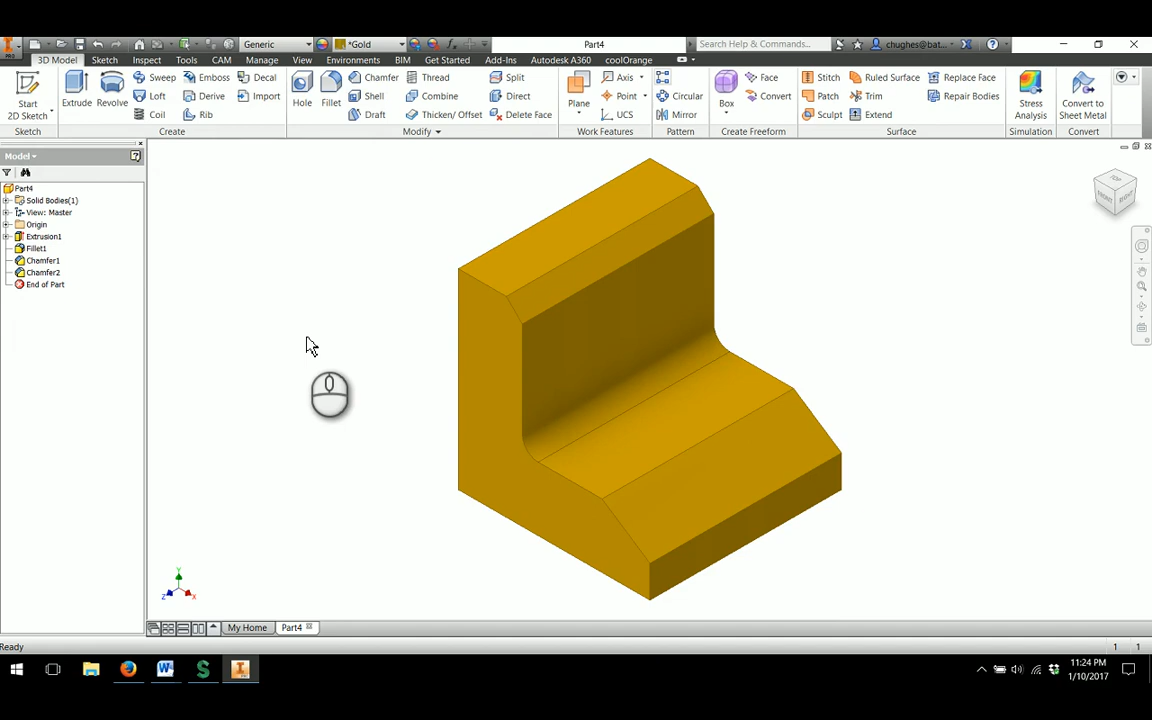 PRO Generic *Gold Part4 Search Help & Commands... chughes@bat...
3D Model Sketch Inspect Tools CAM Manage View Environments BIM Get Started Add-Ins Autodesk A360 coolOrange
Start 2D Sketch Extrude Revolve Sweep Emboss Decal Hole Fillet Chamfer Thread Split Plane Axis Box Face Stitch Ruled Surface Replace Face Stress Analysis Convert to Sheet Metal
Loft Derive Import Shell Combine Direct Point Circular Convert Patch Trim Repair Bodies
Coil Rib Draft Thicken/ Offset Delete Face UCS Mirror Sculpt Extend
Sketch Create Modify Work Features Pattern Create Freeform Surface Simulation Convert
Model
Part4
Solid Bodies(1)
View: Master
Origin
Extrusion1
Fillet1
Chamfer1
Chamfer2
End of Part
TOP
FRONT RIGHT
Y
Z X
My Home Part4
Ready 1 1
11:24 PM
1/10/2017